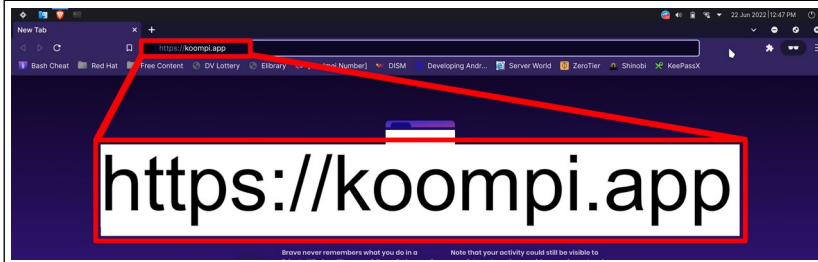 22 Jun 2022 | 12:47 PM
New Tab
https://koompi.app
Bash Cheat Red Hat Free Content DV Lottery Elibrary Number] DISM Developing Andr... Server World ZeroTier Shinobi KeePassX
https://koompi.app
Brave never remembers what you do in a Note that your activity could still be visible to